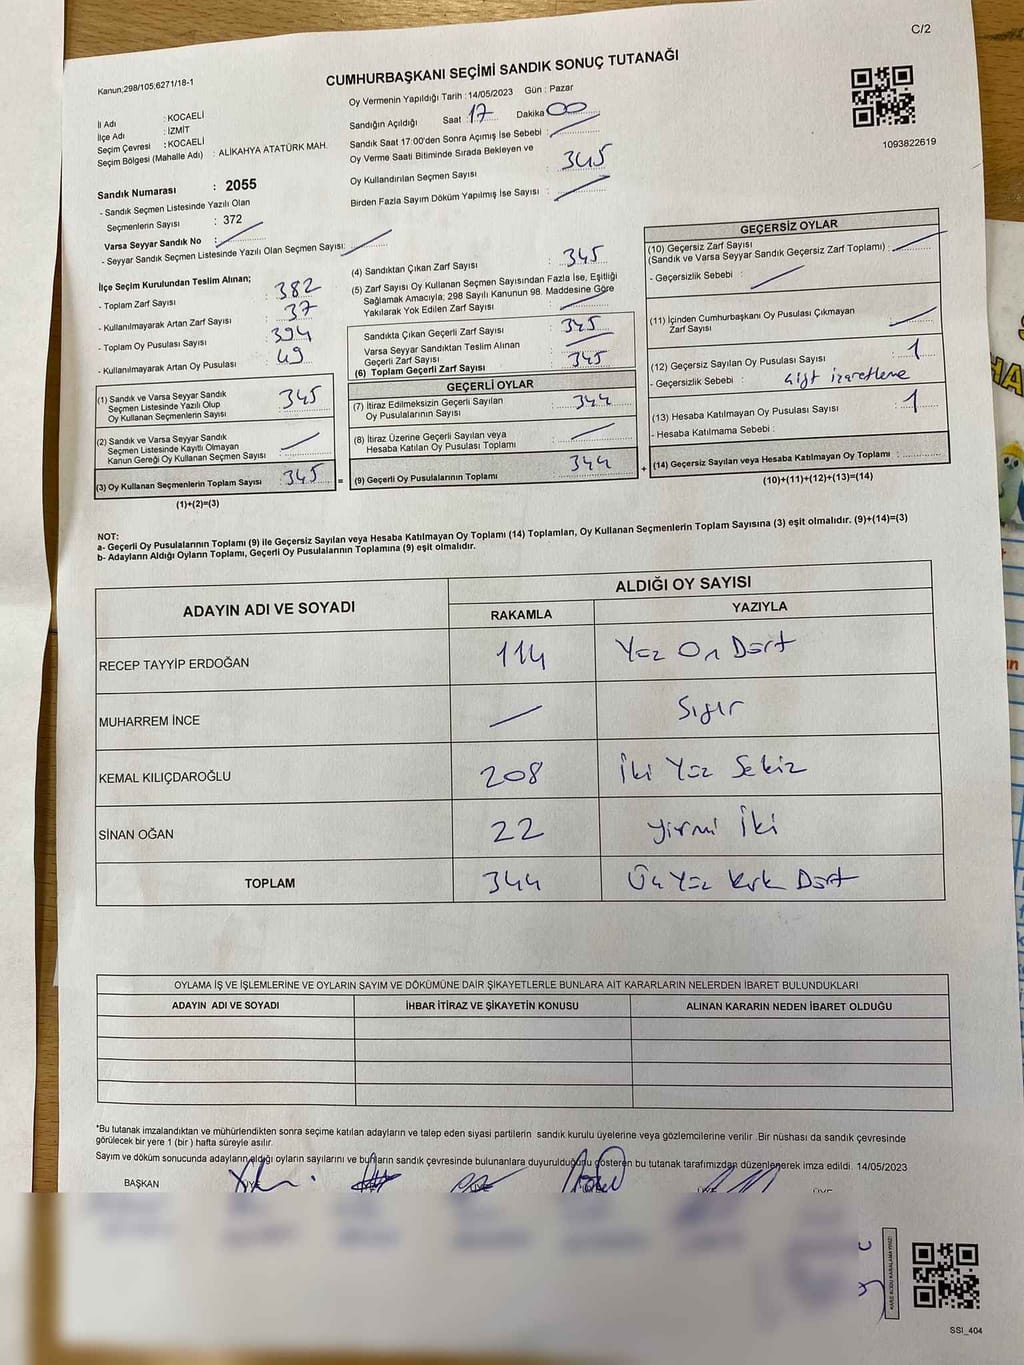 C/2
Kanun;298/105;6271/18-1
CUMHURBAŞKANI SEÇİMİ SANDIK SONUÇ TUTANAĞI
İl Adı : KOCAELİ
İlçe Adı : İZMİT
Seçim Çevresi : KOCAELİ
Seçim Bölgesi (Mahalle Adı) : ALİKAHYA ATATÜRK MAH.
Oy Vermenin Yapıldığı Tarih : 14/05/2023 Gün : Pazar
Sandığın Açıldığı Saat 17 Dakika 00
Sandık Saat 17:00'den Sonra Açımış İse Sebebi :
Oy Verme Saati Bitiminde Sırada Bekleyen ve
Oy Kullandırılan Seçmen Sayısı : 345
Birden Fazla Sayım Döküm Yapılmış İse Sayısı :
1093822619
Sandık Numarası : 2055
- Sandık Seçmen Listesinde Yazılı Olan
Seçmenlerin Sayısı : 372
Varsa Seyyar Sandık No :
- Seyyar Sandık Seçmen Listesinde Yazılı Olan Seçmen Sayısı:
İlçe Seçim Kurulundan Teslim Alınan;
- Toplam Zarf Sayısı : 382
- Kullanılmayarak Artan Zarf Sayısı : 37
- Toplam Oy Pusulası Sayısı : 394
- Kullanılmayarak Artan Oy Pusulası : 49
(1) Sandık ve Varsa Seyyar Sandık
Seçmen Listesinde Yazılı Olup
Oy Kullanan Seçmenlerin Sayısı : 345
(2) Sandık ve Varsa Seyyar Sandık
Seçmen Listesinde Kayıtlı Olmayan
Kanun Gereği Oy Kullanan Seçmen Sayısı :
(3) Oy Kullanan Seçmenlerin Toplam Sayısı : 345
(1)+(2)=(3)
(4) Sandıktan Çıkan Zarf Sayısı : 345
(5) Zarf Sayısı Oy Kullanan Seçmen Sayısından Fazla İse, Eşitliği
Sağlamak Amacıyla; 298 Sayılı Kanunun 98. Maddesine Göre
Yakılarak Yok Edilen Zarf Sayısı :
Sandıkta Çıkan Geçerli Zarf Sayısı : 345
Varsa Seyyar Sandıktan Teslim Alınan
Geçerli Zarf Sayısı :
(6) Toplam Geçerli Zarf Sayısı : 345
GEÇERLİ OYLAR
(7) İtiraz Edilmeksizin Geçerli Sayılan
Oy Pusulalarının Sayısı : 344
(8) İtiraz Üzerine Geçerli Sayılan veya
Hesaba Katılan Oy Pusulası Toplamı :
= (9) Geçerli Oy Pusulalarının Toplamı : 344 +
GEÇERSİZ OYLAR
(10) Geçersiz Zarf Sayısı
(Sandık ve Varsa Seyyar Sandık Geçersiz Zarf Toplamı) :
- Geçersizlik Sebebi :
(11) İçinden Cumhurbaşkanı Oy Pusulası Çıkmayan
Zarf Sayısı :
(12) Geçersiz Sayılan Oy Pusulası Sayısı : 1
- Geçersizlik Sebebi : çift işaretleme
(13) Hesaba Katılmayan Oy Pusulası Sayısı : 1
- Hesaba Katılmama Sebebi :
(14) Geçersiz Sayılan veya Hesaba Katılmayan Oy Toplamı :
(10)+(11)+(12)+(13)=(14)
NOT:
a- Geçerli Oy Pusulalarının Toplamı (9) ile Geçersiz Sayılan veya Hesaba Katılmayan Oy Toplamı (14) Toplamları, Oy Kullanan Seçmenlerin Toplam Sayısına (3) eşit olmalıdır. (9)+(14)=(3)
b- Adayların Aldığı Oyların Toplamı, Geçerli Oy Pusulalarının Toplamına (9) eşit olmalıdır.
ADAYIN ADI VE SOYADI ALDIĞI OY SAYISI
RAKAMLA YAZIYLA
RECEP TAYYİP ERDOĞAN 114 Yüz On Dört
MUHARREM İNCE Sıfır
KEMAL KILIÇDAROĞLU 208 İki Yüz Sekiz
SİNAN OĞAN 22 yirmi İki
TOPLAM 344 Üç Yüz Kırk Dört
OYLAMA İŞ VE İŞLEMLERİNE VE OYLARIN SAYIM VE DÖKÜMÜNE DAİR ŞİKAYETLERLE BUNLARA AİT KARARLARIN NELERDEN İBARET BULUNDUKLARI
ADAYIN ADI VE SOYADI İHBAR İTİRAZ VE ŞİKAYETİN KONUSU ALINAN KARARIN NEDEN İBARET OLDUĞU
*Bu tutanak imzalandıktan ve mühürlendikten sonra seçime katılan adayların ve talep eden siyasi partilerin sandık kurulu üyelerine veya gözlemcilerine verilir .Bir nüshası da sandık çevresinde
görülecek bir yere 1 (bir ) hafta süreyle asılır.
Sayım ve döküm sonucunda adayların aldığı oyların sayılarını ve bunların sandık çevresinde bulunanlara duyurulduğunu gösteren bu tutanak tarafımızdan düzenlenerek imza edildi. 14/05/2023
BAŞKAN ÜYE ÜYE ÜYE
SSİ_404